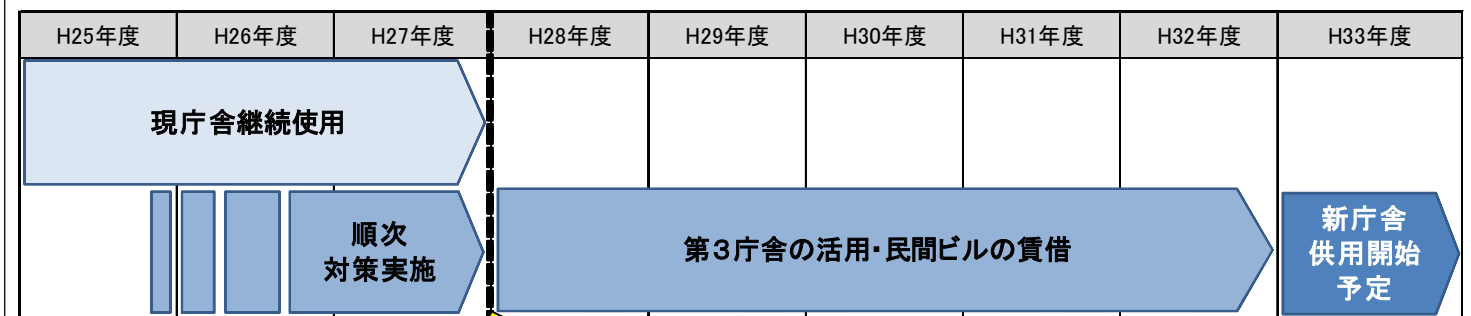 H25年度 H26年度 H27年度 H28年度 H29年度 H30年度 H31年度 H32年度 H33年度
現庁舎継続使用
順次
対策実施
第３庁舎の活用・民間ビルの賃借
新庁舎
供用開始
予定